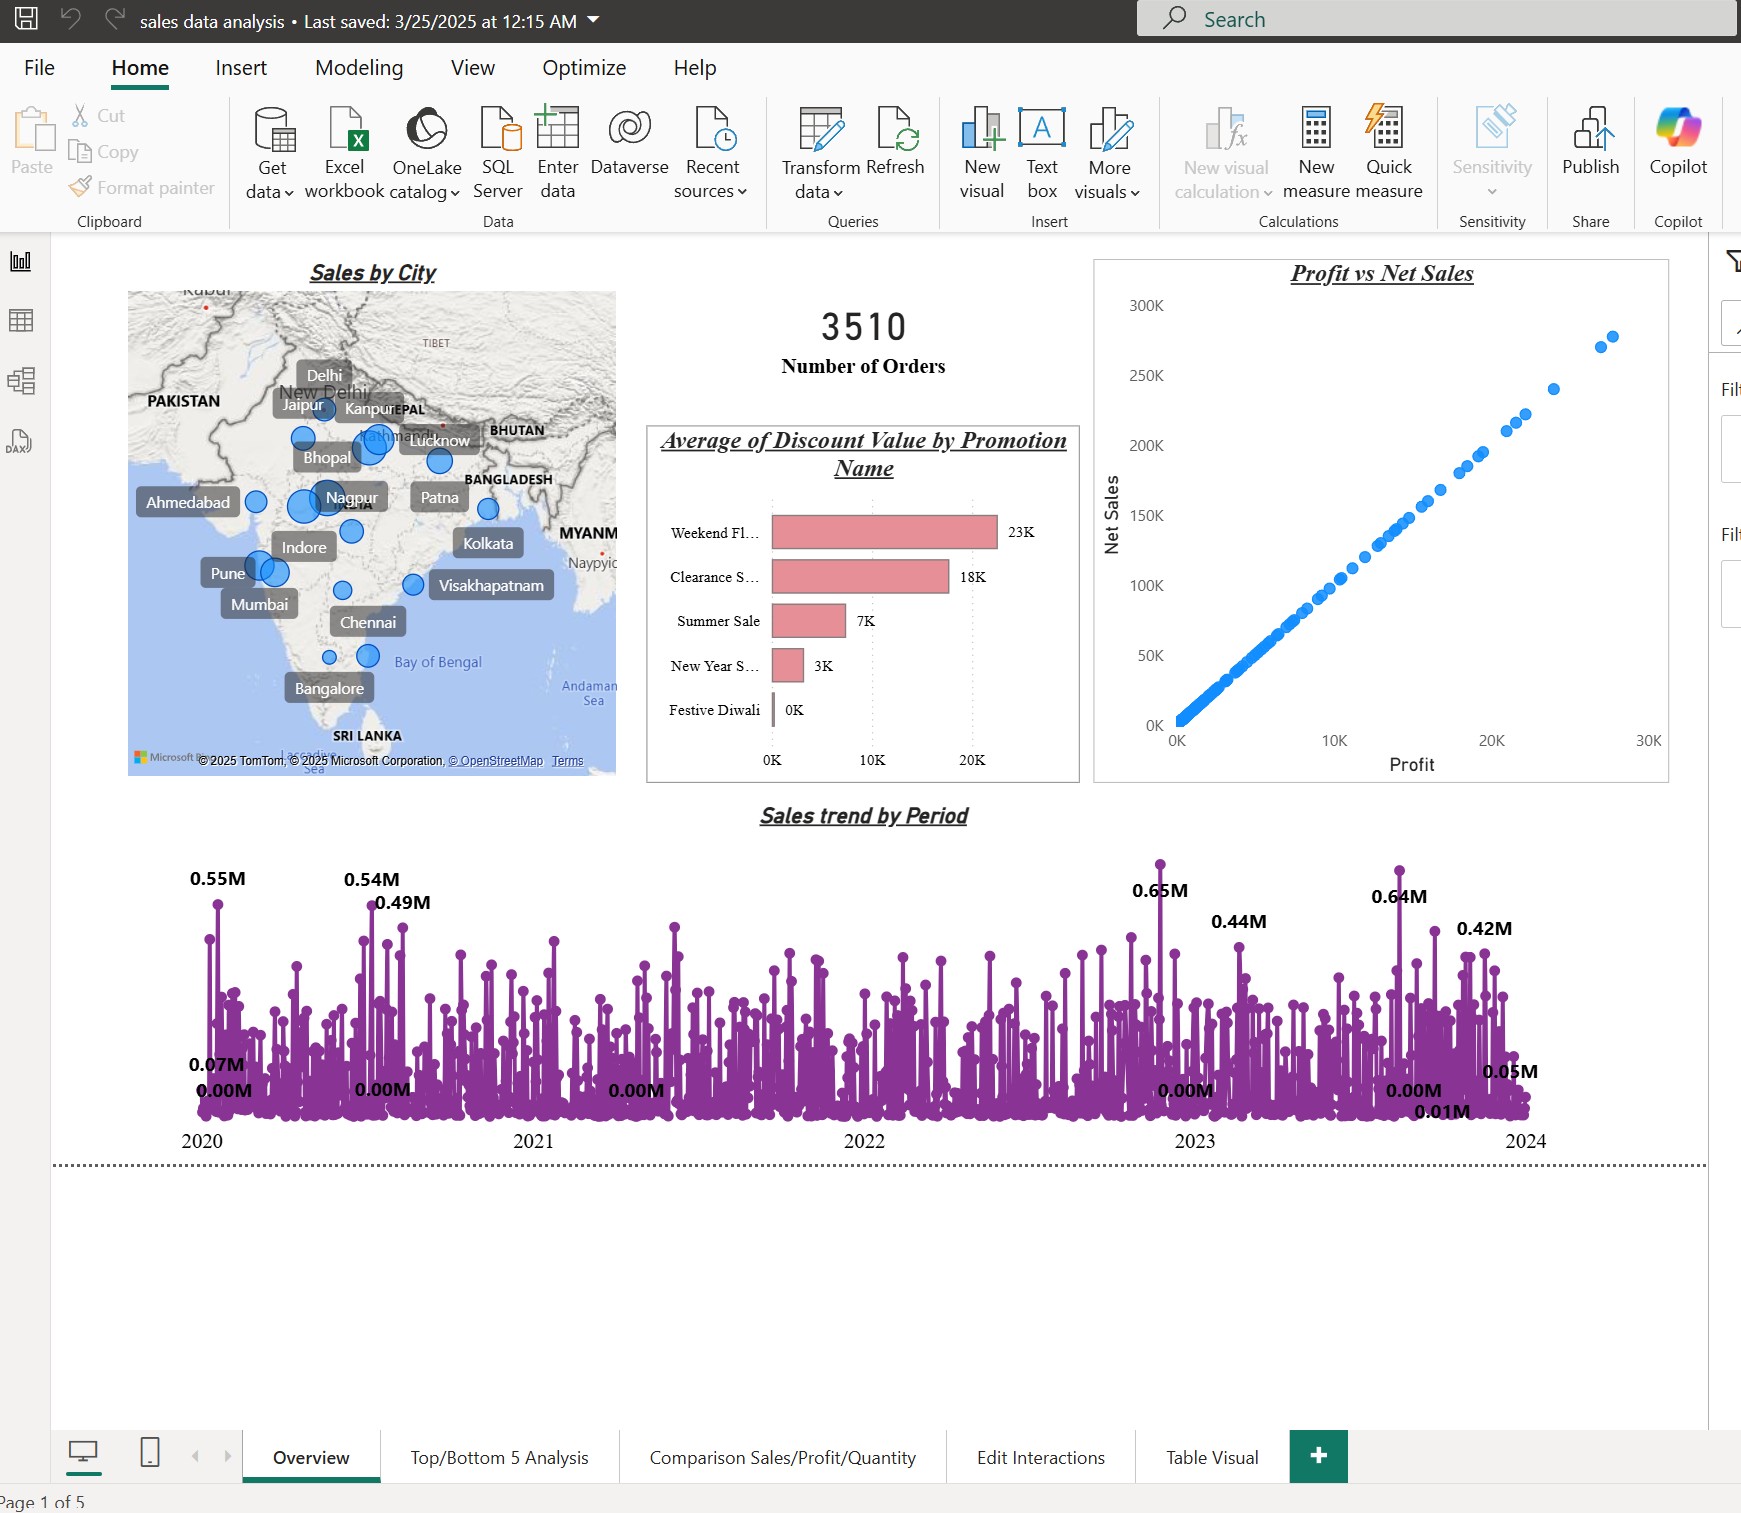 sales data analysis • Last saved: 3/25/2025 at 12:15 AM
Search
File
Home
Insert
Modeling
View
Optimize
Help
Paste
Cut
Copy
Format painter
Clipboard
Get data
Excel workbook
OneLake catalog
SQL Server
Enter data
Dataverse
Recent sources
Data
Transform data
Refresh
Queries
New visual
Text box
More visuals
Insert
New visual calculation
New measure
Quick measure
Calculations
Sensitivity
Sensitivity
Publish
Share
Copilot
Copilot
DAX
Sales by City
TIBET
PAKISTAN
Delhi
New Delhi
Jaipur
Kanpur
Kathmandu
Lucknow
BHUTAN
Bhopal
BANGLADESH
Ahmedabad
Nagpur
INDIA
Patna
Kolkata
MYANM
Naypyic
Indore
Pune
Mumbai
Visakhapatnam
Chennai
Bay of Bengal
Andaman Sea
Bangalore
SRI LANKA
Laccadive Sea
Microsoft
© 2025 TomTom, © 2025 Microsoft Corporation, © OpenStreetMap Terms
3510
Number of Orders
Average of Discount Value by Promotion
Name
Weekend Fl... 23K
Clearance S... 18K
Summer Sale 7K
New Year S... 3K
Festive Diwali 0K
0K 10K 20K
Profit vs Net Sales
Net Sales
300K
250K
200K
150K
100K
50K
0K
0K 10K 20K 30K
Profit
Filt
Filt
Sales trend by Period
0.55M
0.54M
0.49M
0.65M
0.44M
0.64M
0.42M
0.07M
0.00M
0.00M
0.00M
0.00M
0.00M
0.01M
0.05M
2020 2021 2022 2023 2024
Overview
Top/Bottom 5 Analysis
Comparison Sales/Profit/Quantity
Edit Interactions
Table Visual
+
Page 1 of 5